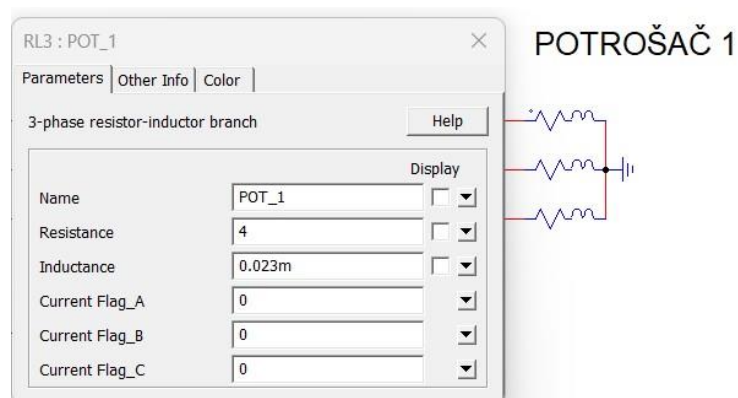 RL3 : POT_1
POTROŠAČ 1
Parameters Other Info Color
3-phase resistor-inductor branch Help
Display
Name POT_1
Resistance 4
Inductance 0.023m
Current Flag_A 0
Current Flag_B 0
Current Flag_C 0